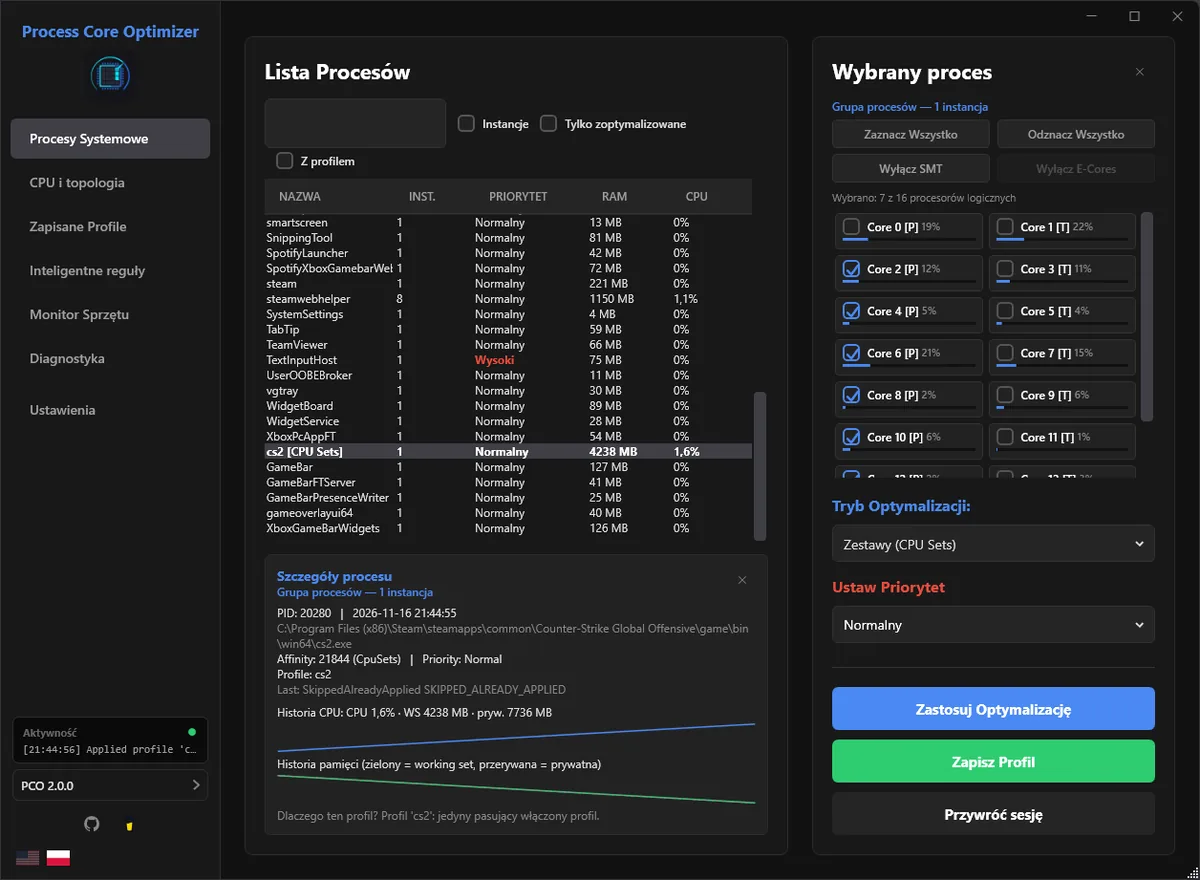 Process Core Optimizer
Procesy Systemowe
CPU i topologia
Zapisane Profile
Inteligentne reguły
Monitor Sprzętu
Diagnostyka
Ustawienia
Aktywność
[21:44:56] Applied profile 'c…
PCO 2.0.0
Lista Procesów
Instancje Tylko zoptymalizowane
Z profilem
NAZWA INST. PRIORYTET RAM CPU
smartscreen 1 Normalny 13 MB 0%
SnippingTool 1 Normalny 81 MB 0%
SpotifyLauncher 1 Normalny 42 MB 0%
SpotifyXboxGamebarWel 1 Normalny 72 MB 0%
steam 1 Normalny 221 MB 0%
steamwebhelper 8 Normalny 1150 MB 1,1%
SystemSettings 1 Normalny 4 MB 0%
TabTip 1 Normalny 59 MB 0%
TeamViewer 1 Normalny 66 MB 0%
TextInputHost 1 Wysoki 75 MB 0%
UserOOBEBroker 1 Normalny 11 MB 0%
vgtray 1 Normalny 30 MB 0%
WidgetBoard 1 Normalny 89 MB 0%
WidgetService 1 Normalny 28 MB 0%
XboxPcAppFT 1 Normalny 54 MB 0%
cs2 [CPU Sets] 1 Normalny 4238 MB 1,6%
GameBar 1 Normalny 127 MB 0%
GameBarFTServer 1 Normalny 41 MB 0%
GameBarPresenceWriter 1 Normalny 25 MB 0%
gameoverlayui64 1 Normalny 40 MB 0%
XboxGameBarWidgets 1 Normalny 126 MB 0%
Szczegóły procesu
Grupa procesów — 1 instancja
PID: 20280 | 2026-11-16 21:44:55
C:\Program Files (x86)\Steam\steamapps\common\Counter-Strike Global Offensive\game\bin
\win64\cs2.exe
Affinity: 21844 (CpuSets) | Priority: Normal
Profile: cs2
Last: SkippedAlreadyApplied SKIPPED_ALREADY_APPLIED
Historia CPU: CPU 1,6% · WS 4238 MB · pryw. 7736 MB
Historia pamięci (zielony = working set, przerywana = prywatna)
Dlaczego ten profil? Profil 'cs2': jedyny pasujący włączony profil.
Wybrany proces
Grupa procesów — 1 instancja
Zaznacz Wszystko Odznacz Wszystko
Wyłącz SMT Wyłącz E-Cores
Wybrano: 7 z 16 procesorów logicznych
Core 0 [P] 19% Core 1 [T] 22%
Core 2 [P] 12% Core 3 [T] 11%
Core 4 [P] 5% Core 5 [T] 4%
Core 6 [P] 21% Core 7 [T] 15%
Core 8 [P] 2% Core 9 [T] 6%
Core 10 [P] 6% Core 11 [T] 1%
Tryb Optymalizacji:
Zestawy (CPU Sets)
Ustaw Priorytet
Normalny
Zastosuj Optymalizację
Zapisz Profil
Przywróć sesję